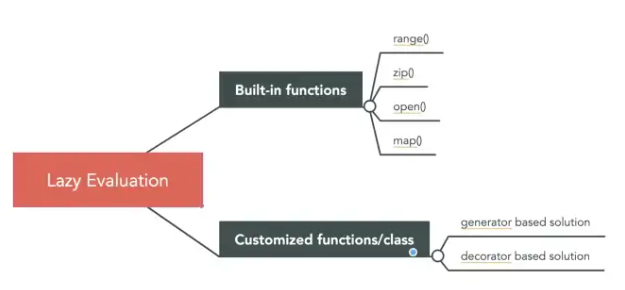 Lazy Evaluation
Built-in functions
range()
zip()
open()
map()
Customized functions/class
generator based solution
decorator based solution